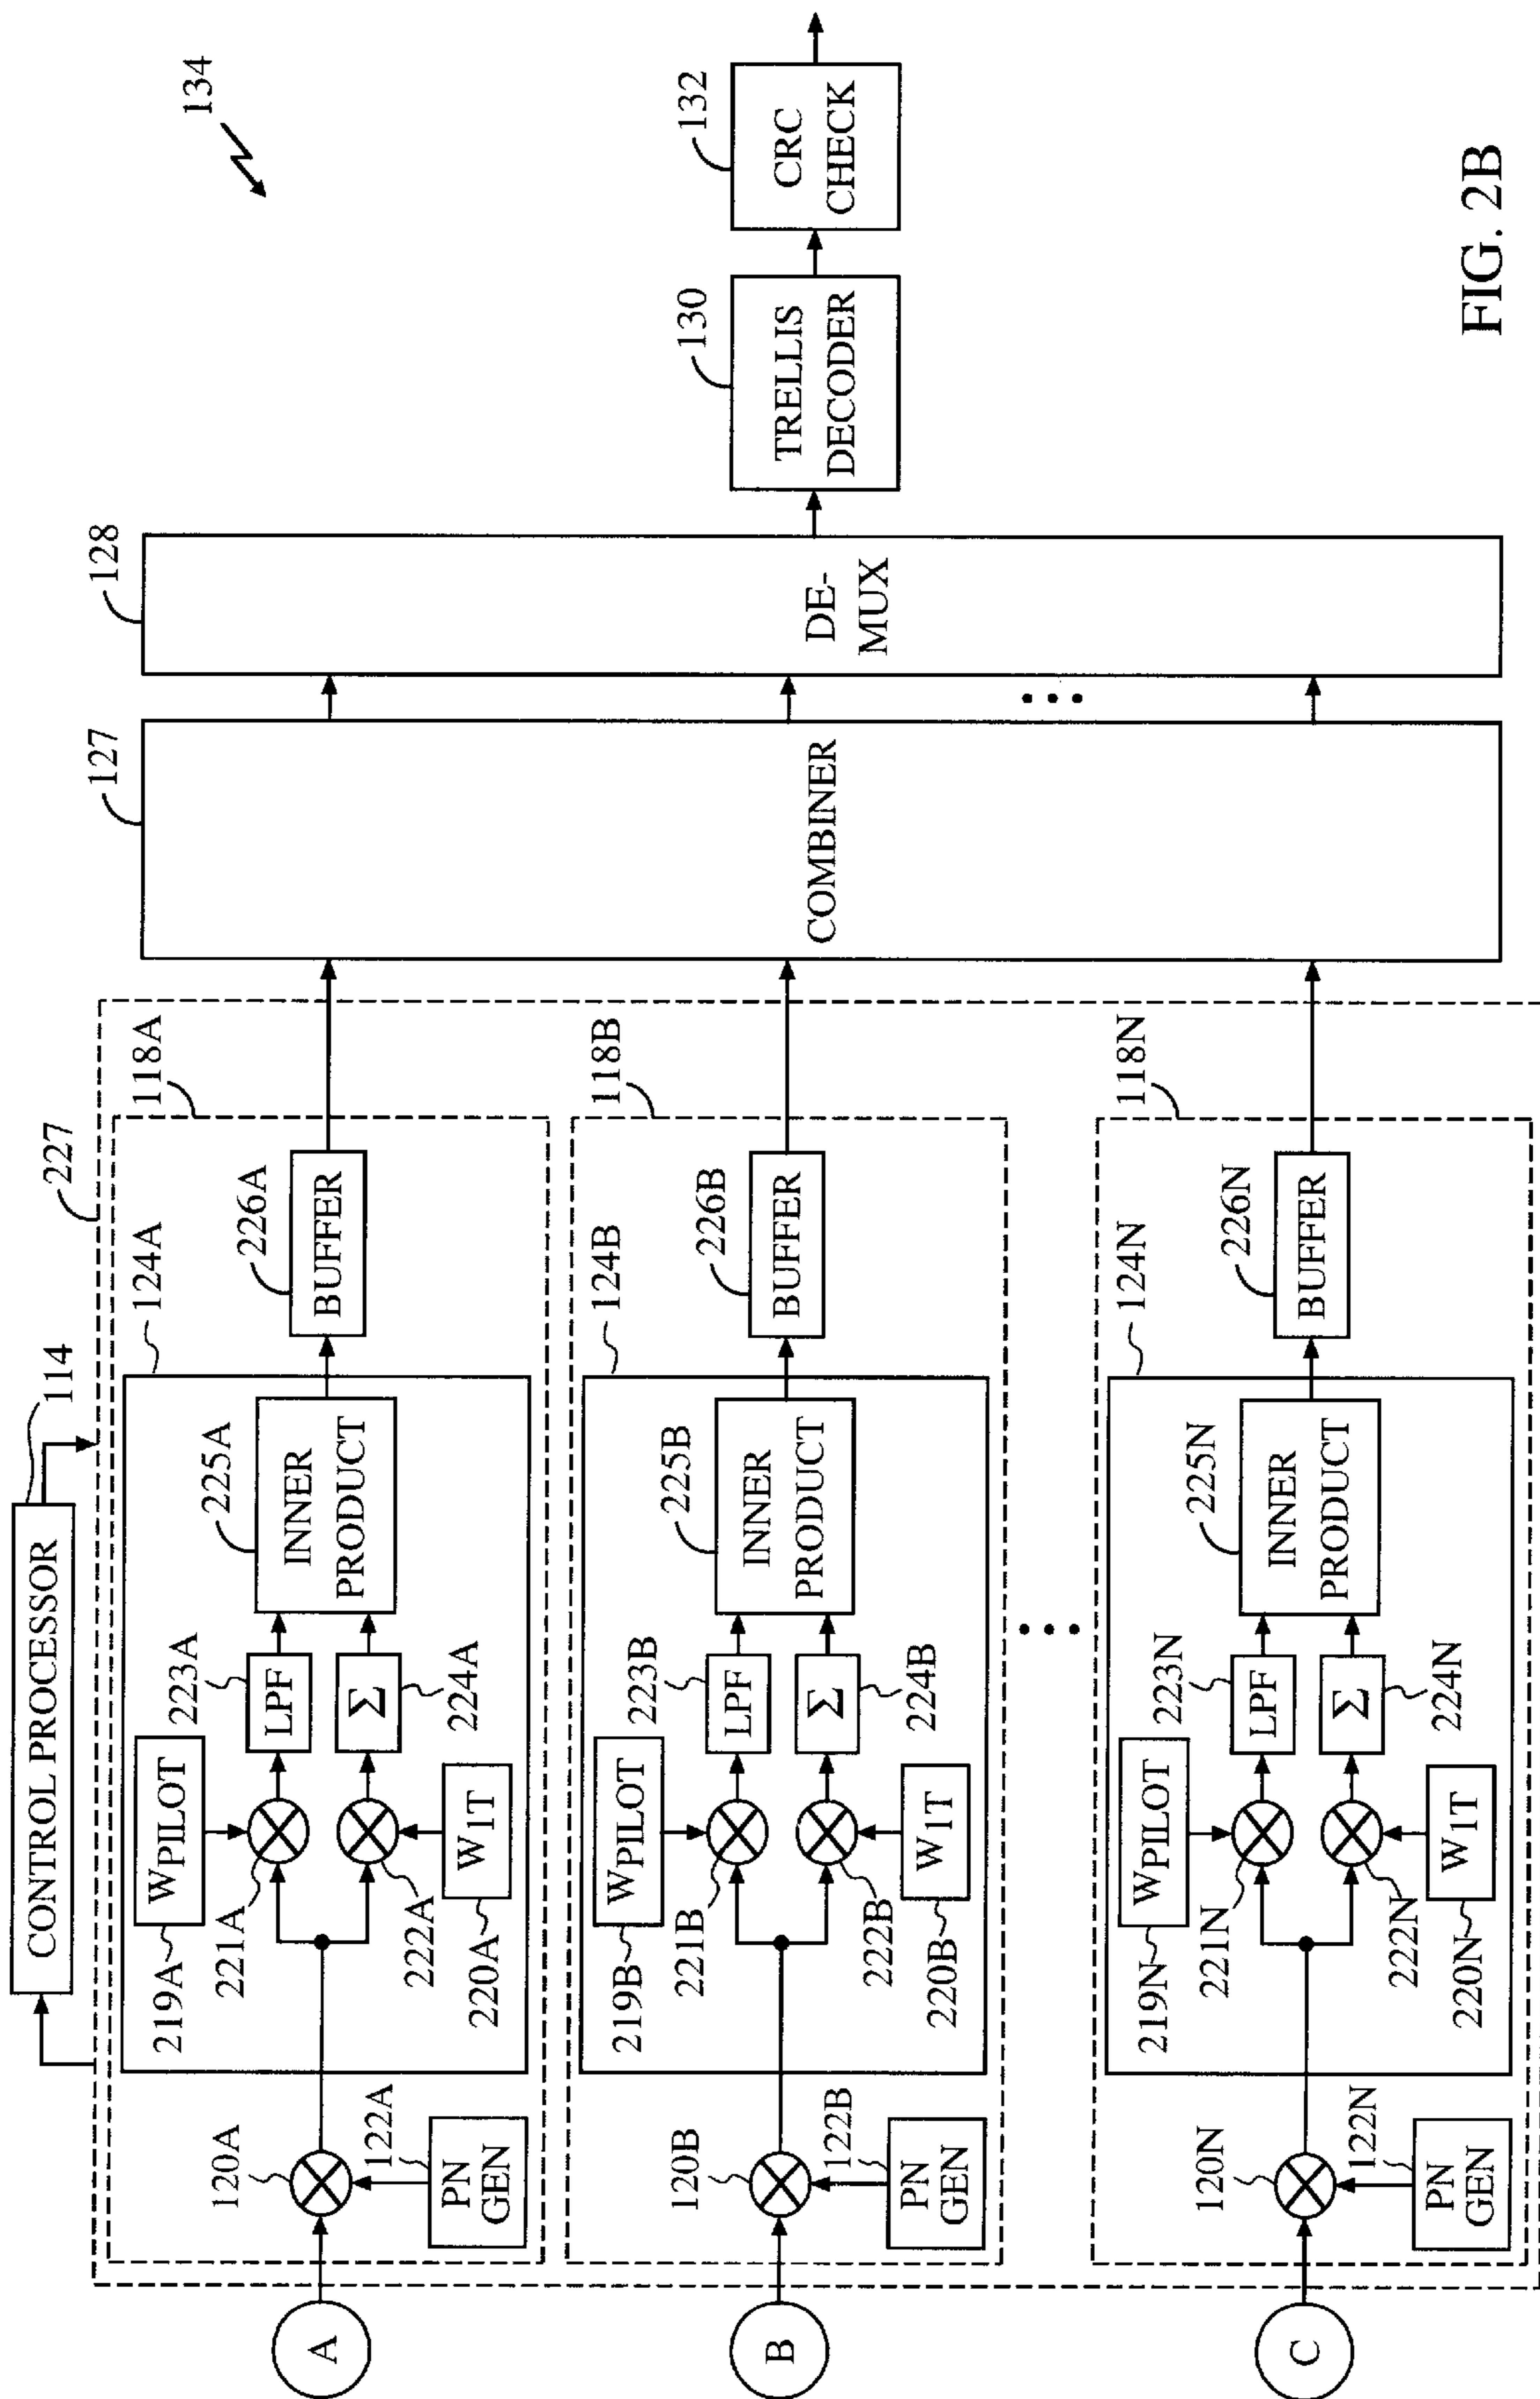 134
CONTROL PROCESSOR
114
227
118A
124A
A
120A
122A
PN
GEN
219A
WPILOT
221A
222A
220A
W1T
223A
LPF
Σ
224A
225A
INNER
PRODUCT
226A
BUFFER
118B
124B
B
120B
122B
PN
GEN
219B
WPILOT
221B
222B
220B
W1T
223B
LPF
Σ
224B
225B
INNER
PRODUCT
226B
BUFFER
118N
124N
C
120N
122N
PN
GEN
219N
WPILOT
221N
222N
220N
W1T
223N
LPF
Σ
224N
225N
INNER
PRODUCT
226N
BUFFER
127
COMBINER
128
DE-
MUX
130
TRELLIS
DECODER
132
CRC
CHECK
FIG. 2B